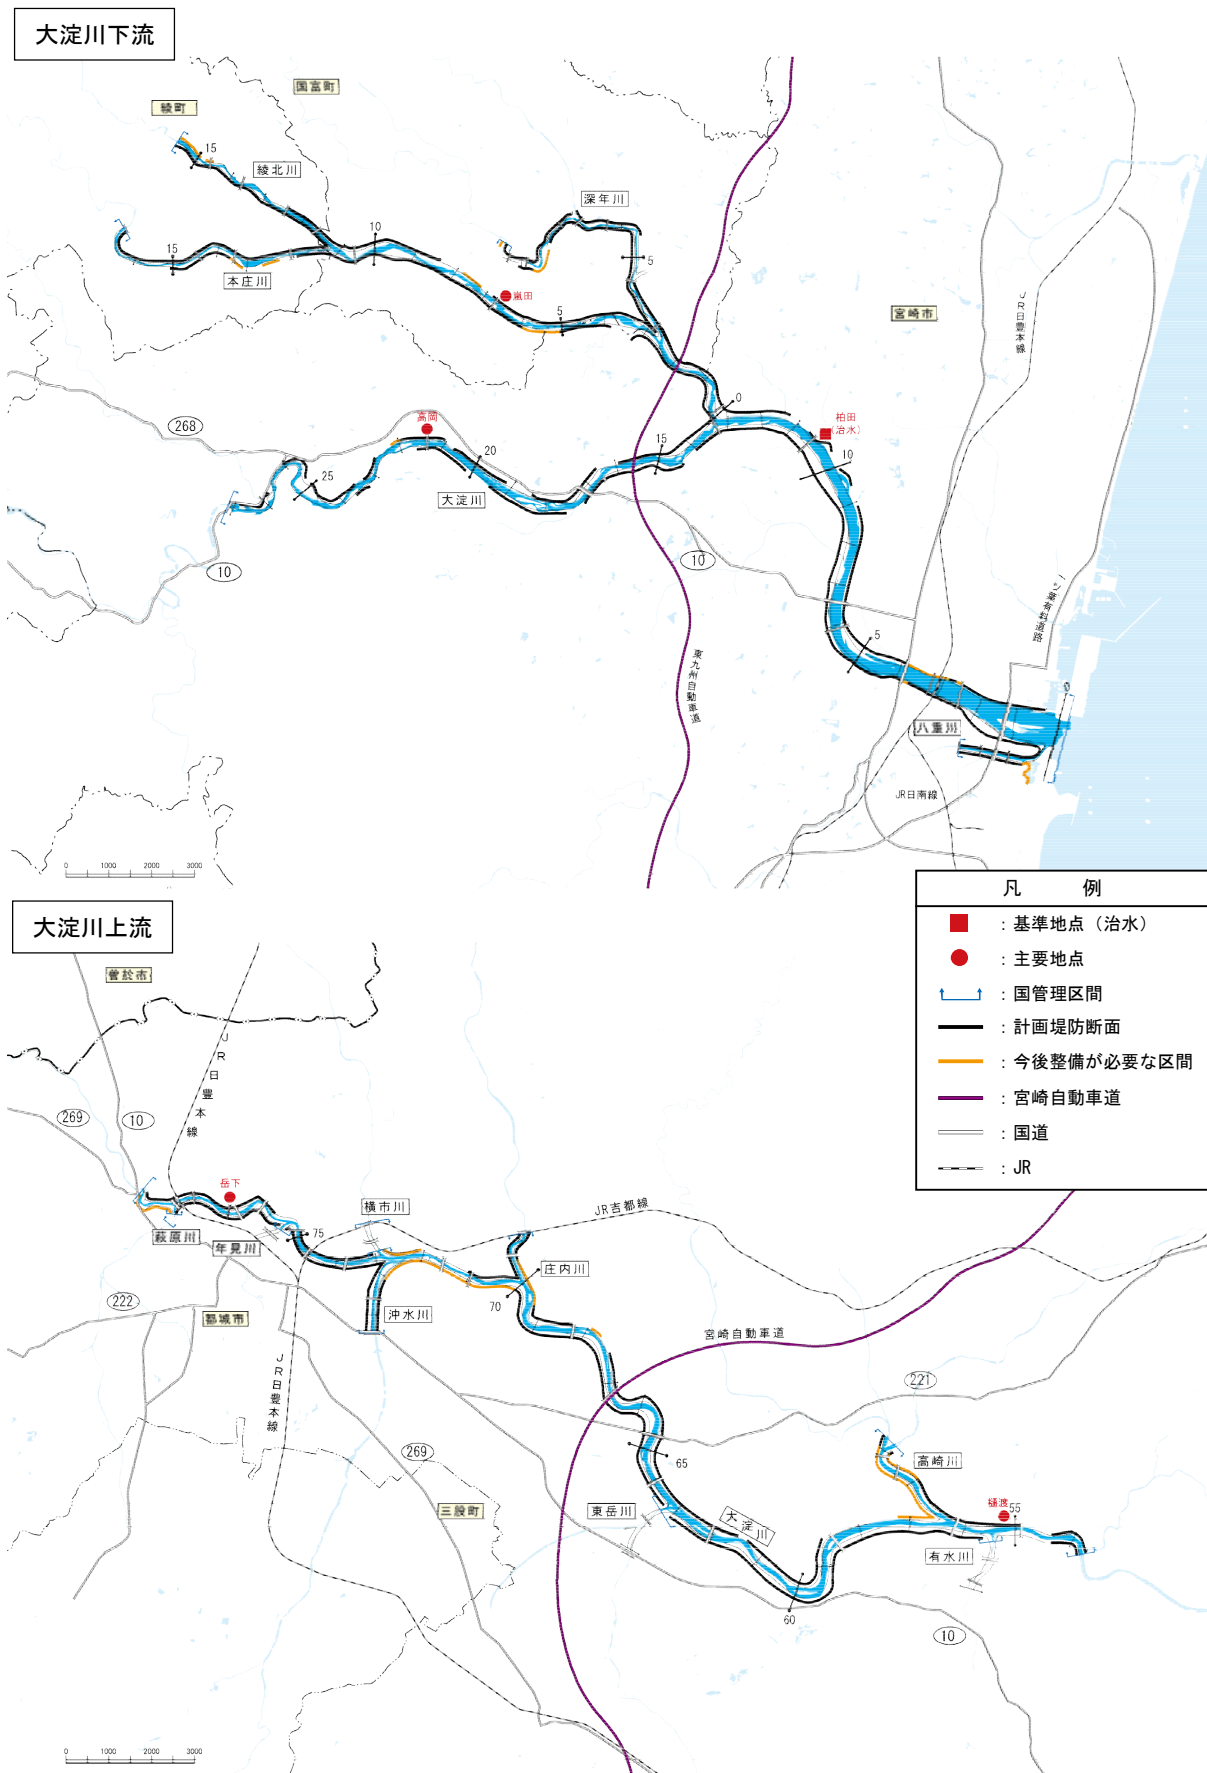 大淀川下流
国富町
綾町
15
綾北川
深年川
10
15
5
本庄川
嵐田
5
宮崎市
JR日豊本線
0
柏田
(治水)
高岡
268
15
20
10
25
大淀川
10
10
一ツ葉有料道路
5
東九州自動車道
0
八重川
JR日南線
0 1000 2000 3000
凡 例
：基準地点（治水）
：主要地点
：国管理区間
：計画堤防断面
：今後整備が必要な区間
：宮崎自動車道
：国道
：JR
大淀川上流
曽於市
JR日豊本線
269
10
岳下
横市川
JR吉都線
萩原川
年見川
75
庄内川
70
222
都城市
沖水川
宮崎自動車道
JR日豊本線
221
269
65
高崎川
三股町
樋渡
55
東岳川
大淀川
有水川
60
10
0 1000 2000 3000